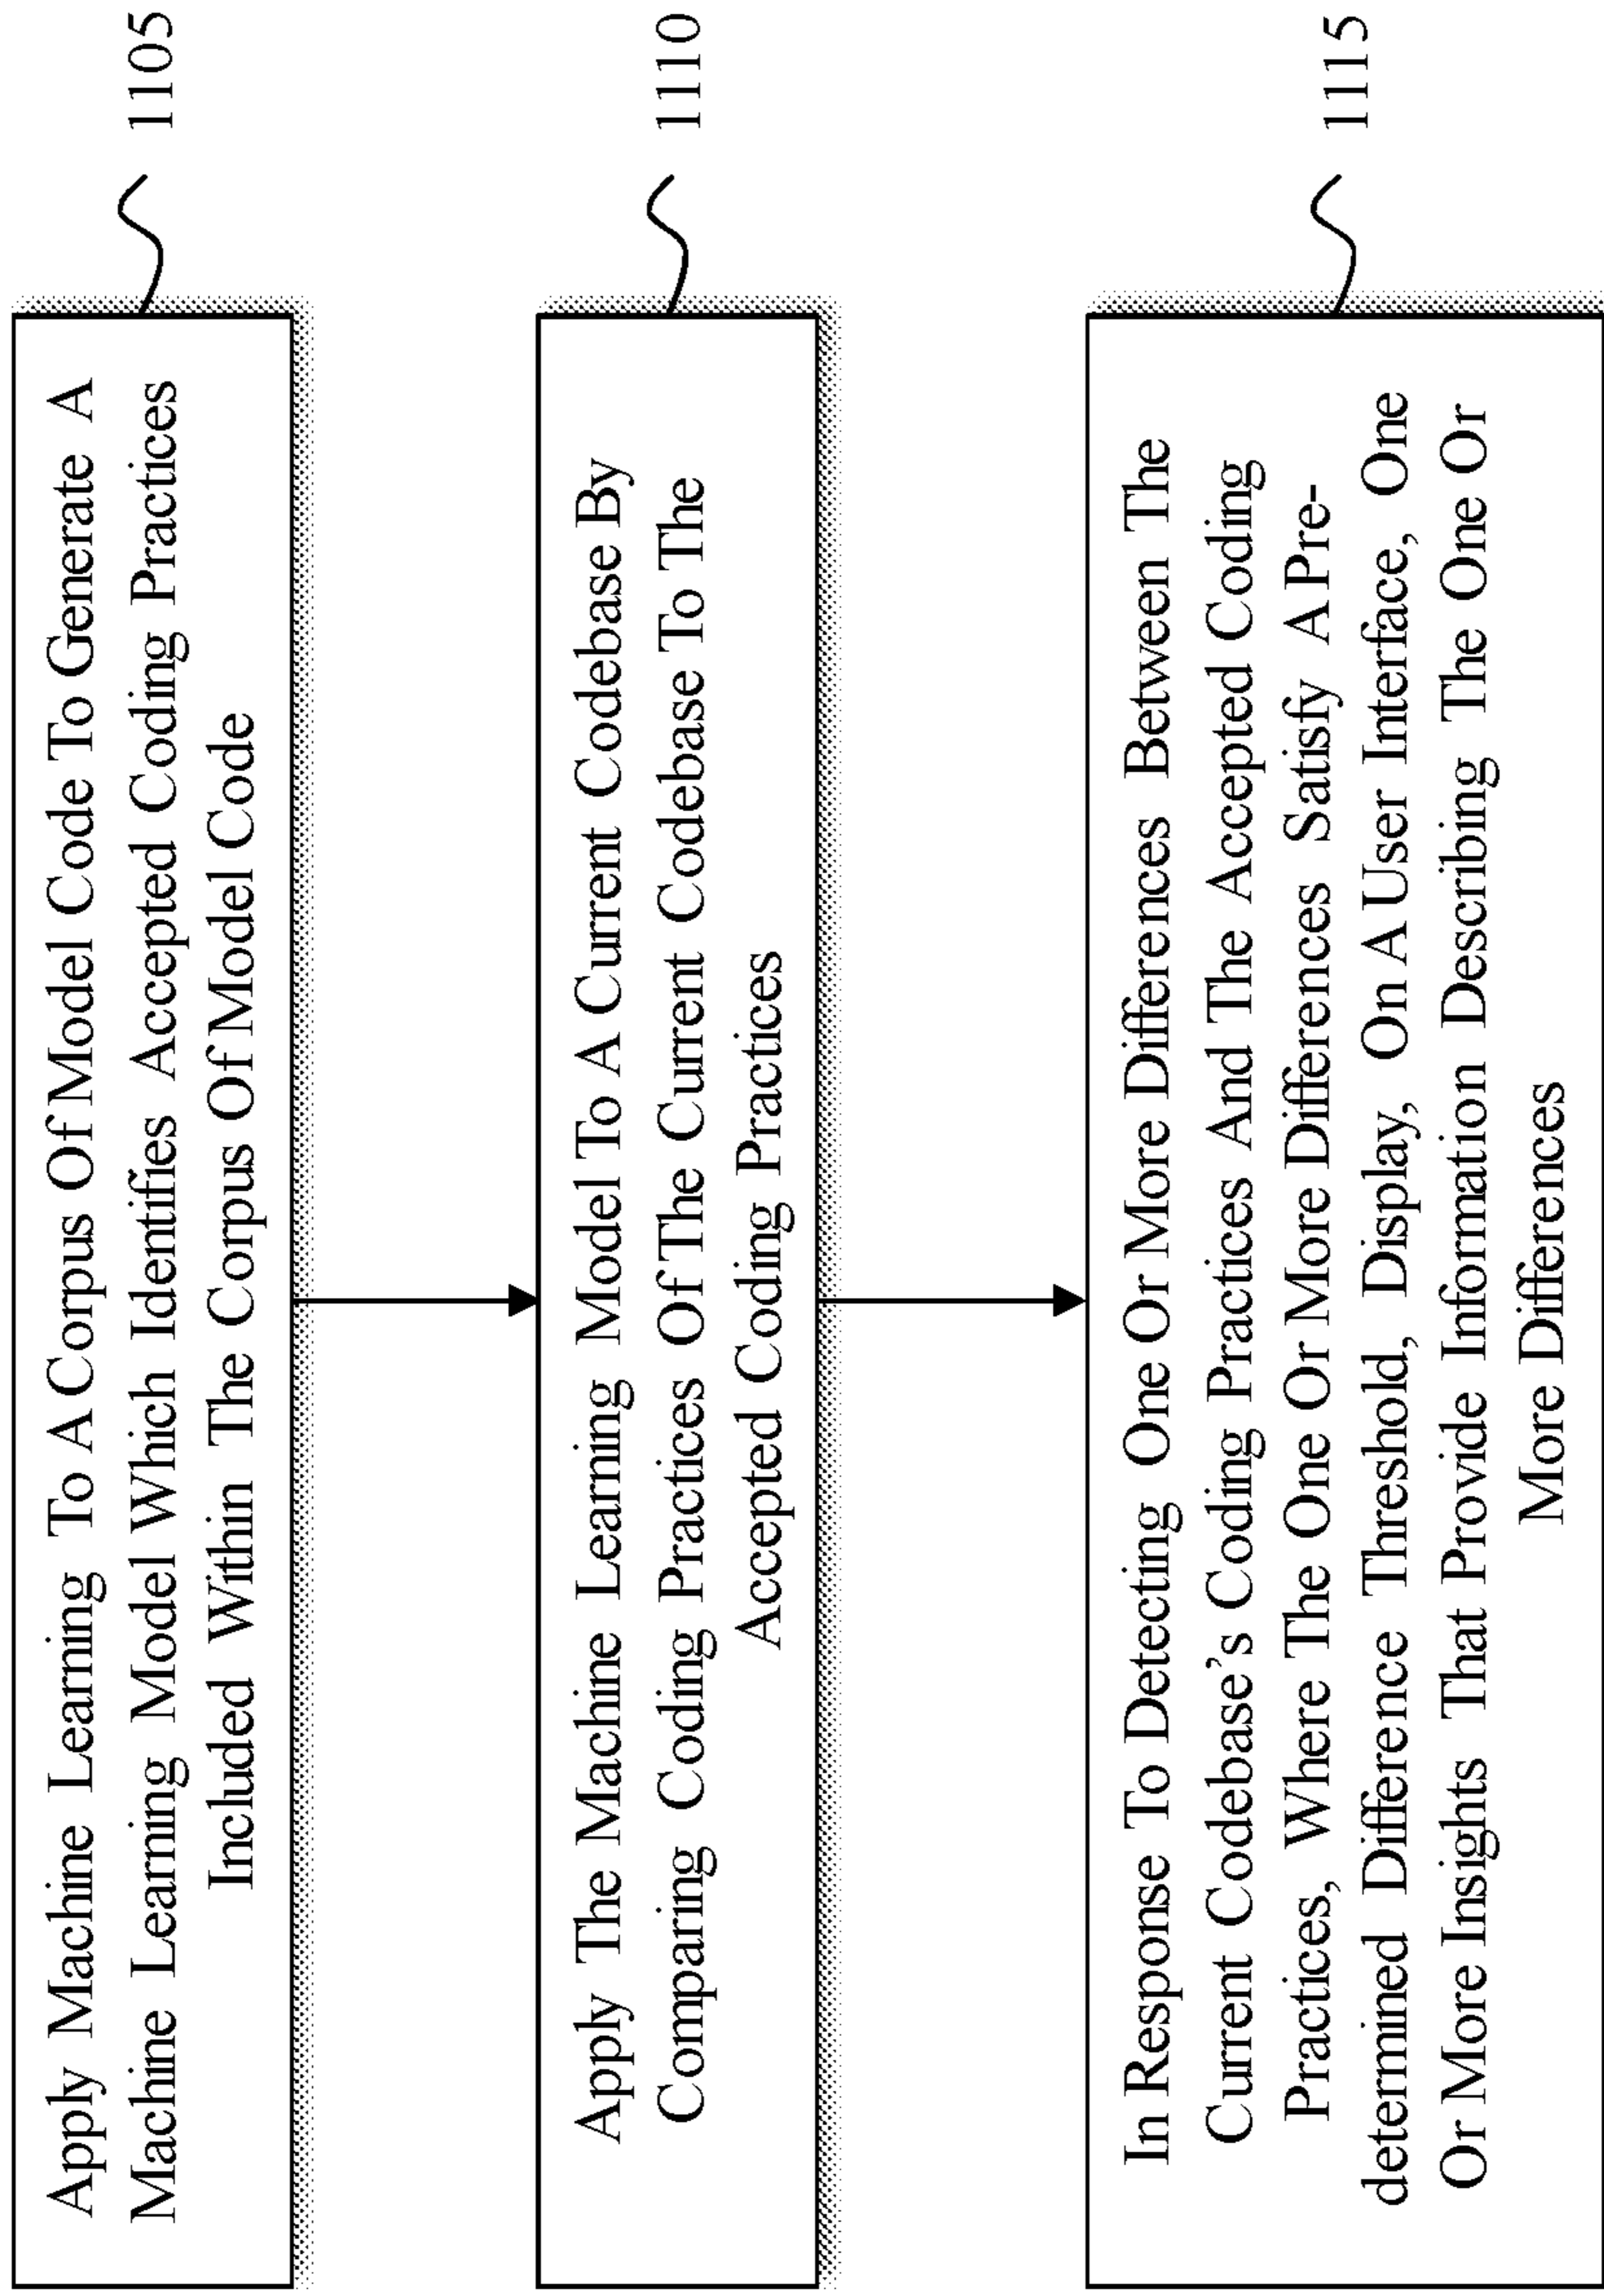 Apply Machine Learning To A Corpus Of Model Code To Generate A
Machine Learning Model Which Identifies Accepted Coding Practices
Included Within The Corpus Of Model Code
1105
Apply The Machine Learning Model To A Current Codebase By
Comparing Coding Practices Of The Current Codebase To The
Accepted Coding Practices
1110
In Response To Detecting One Or More Differences Between The
Current Codebase’s Coding Practices And The Accepted Coding
Practices, Where The One Or More Differences Satisfy A Pre-
determined Difference Threshold, Display, On A User Interface, One
Or More Insights That Provide Information Describing The One Or
More Differences
1115